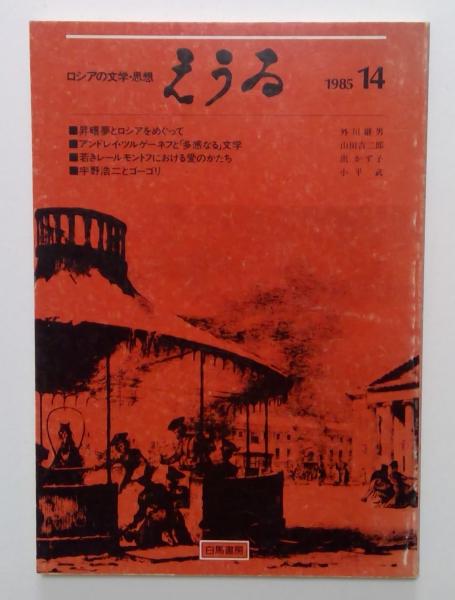 ロシアの文学・思想
えうゐ
1985 14
■昇曙夢とロシアをめぐって 外川継男
■アンドレイ・ツルゲーネフと「多感なる」文学 山田吉二郎
■若きレールモントフにおける愛のかたち 出かず子
■宇野浩二とゴーゴリ 小平武
白馬書房